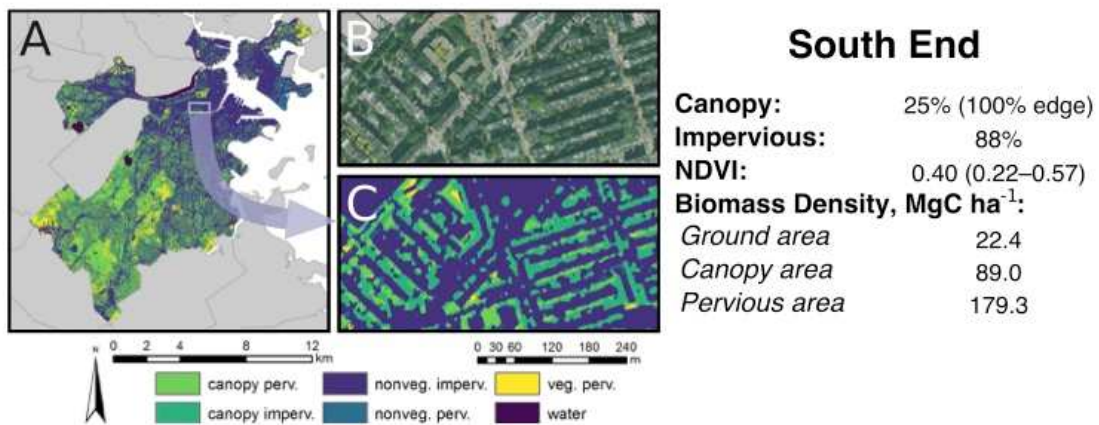 A
B
C
South End
Canopy: 25% (100% edge)
Impervious: 88%
NDVI: 0.40 (0.22–0.57)
Biomass Density, MgC ha⁻¹:
Ground area 22.4
Canopy area 89.0
Pervious area 179.3
N
0 2 4 8 12 km
0 30 60 120 180 240 m
canopy perv. nonveg. imperv. veg. perv.
canopy imperv. nonveg. perv. water